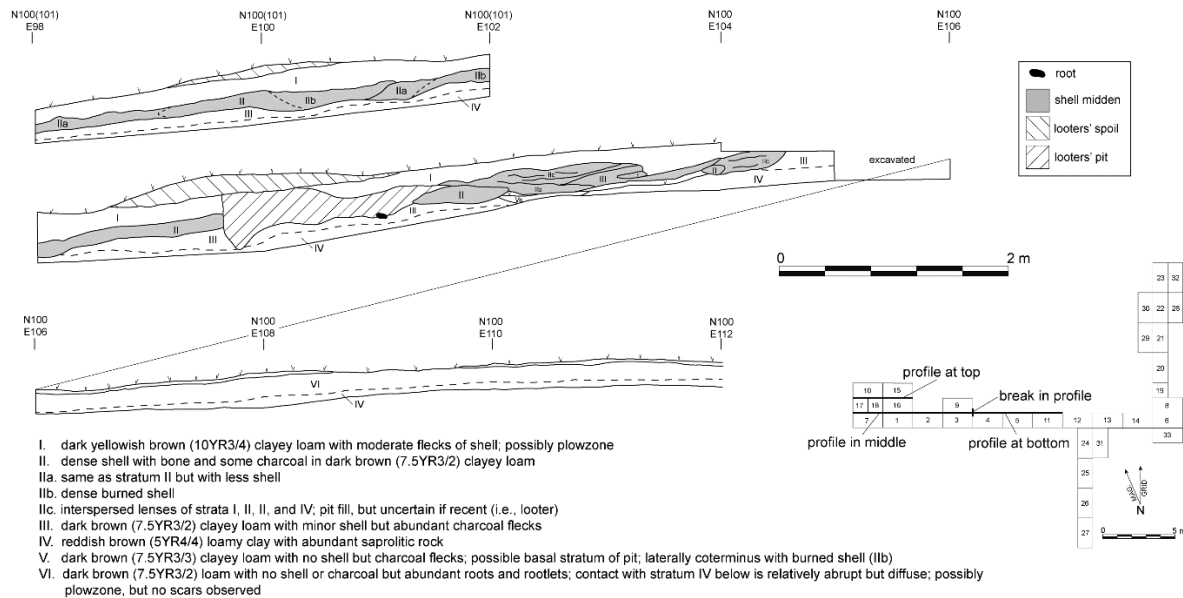 N100(101) N100(101) N100(101) N100 N100
E98 E100 E102 E104 E106
I
IIb
IIa
II
IIb
IIa
III
IV
root
shell midden
looters' spoil
looters' pit
I
IIc
IIc
III
III
II
excavated
IIb
I
II
IV
II
V
III
III
IV
0 2 m
N100 N100 N100 N100
E106 E108 E110 E112
VI
IV
23 32
30 22 28
29 21
20
19
10 15
profile at top
break in profile
17 18 16 9 8
7 1 2 3 4 5 11 12 13 14 6
33
profile in middle
profile at bottom
24 31
25
26
27
MAG
GRID
N
0 5 m
I. dark yellowish brown (10YR3/4) clayey loam with moderate flecks of shell; possibly plowzone
II. dense shell with bone and some charcoal in dark brown (7.5YR3/2) clayey loam
IIa. same as stratum II but with less shell
IIb. dense burned shell
IIc. interspersed lenses of strata I, II, II, and IV; pit fill, but uncertain if recent (i.e., looter)
III. dark brown (7.5YR3/2) clayey loam with minor shell but abundant charcoal flecks
IV. reddish brown (5YR4/4) loamy clay with abundant saprolitic rock
V. dark brown (7.5YR3/3) clayey loam with no shell but charcoal flecks; possible basal stratum of pit; laterally coterminus with burned shell (IIb)
VI. dark brown (7.5YR3/2) loam with no shell or charcoal but abundant roots and rootlets; contact with stratum IV below is relatively abrupt but diffuse; possibly
plowzone, but no scars observed